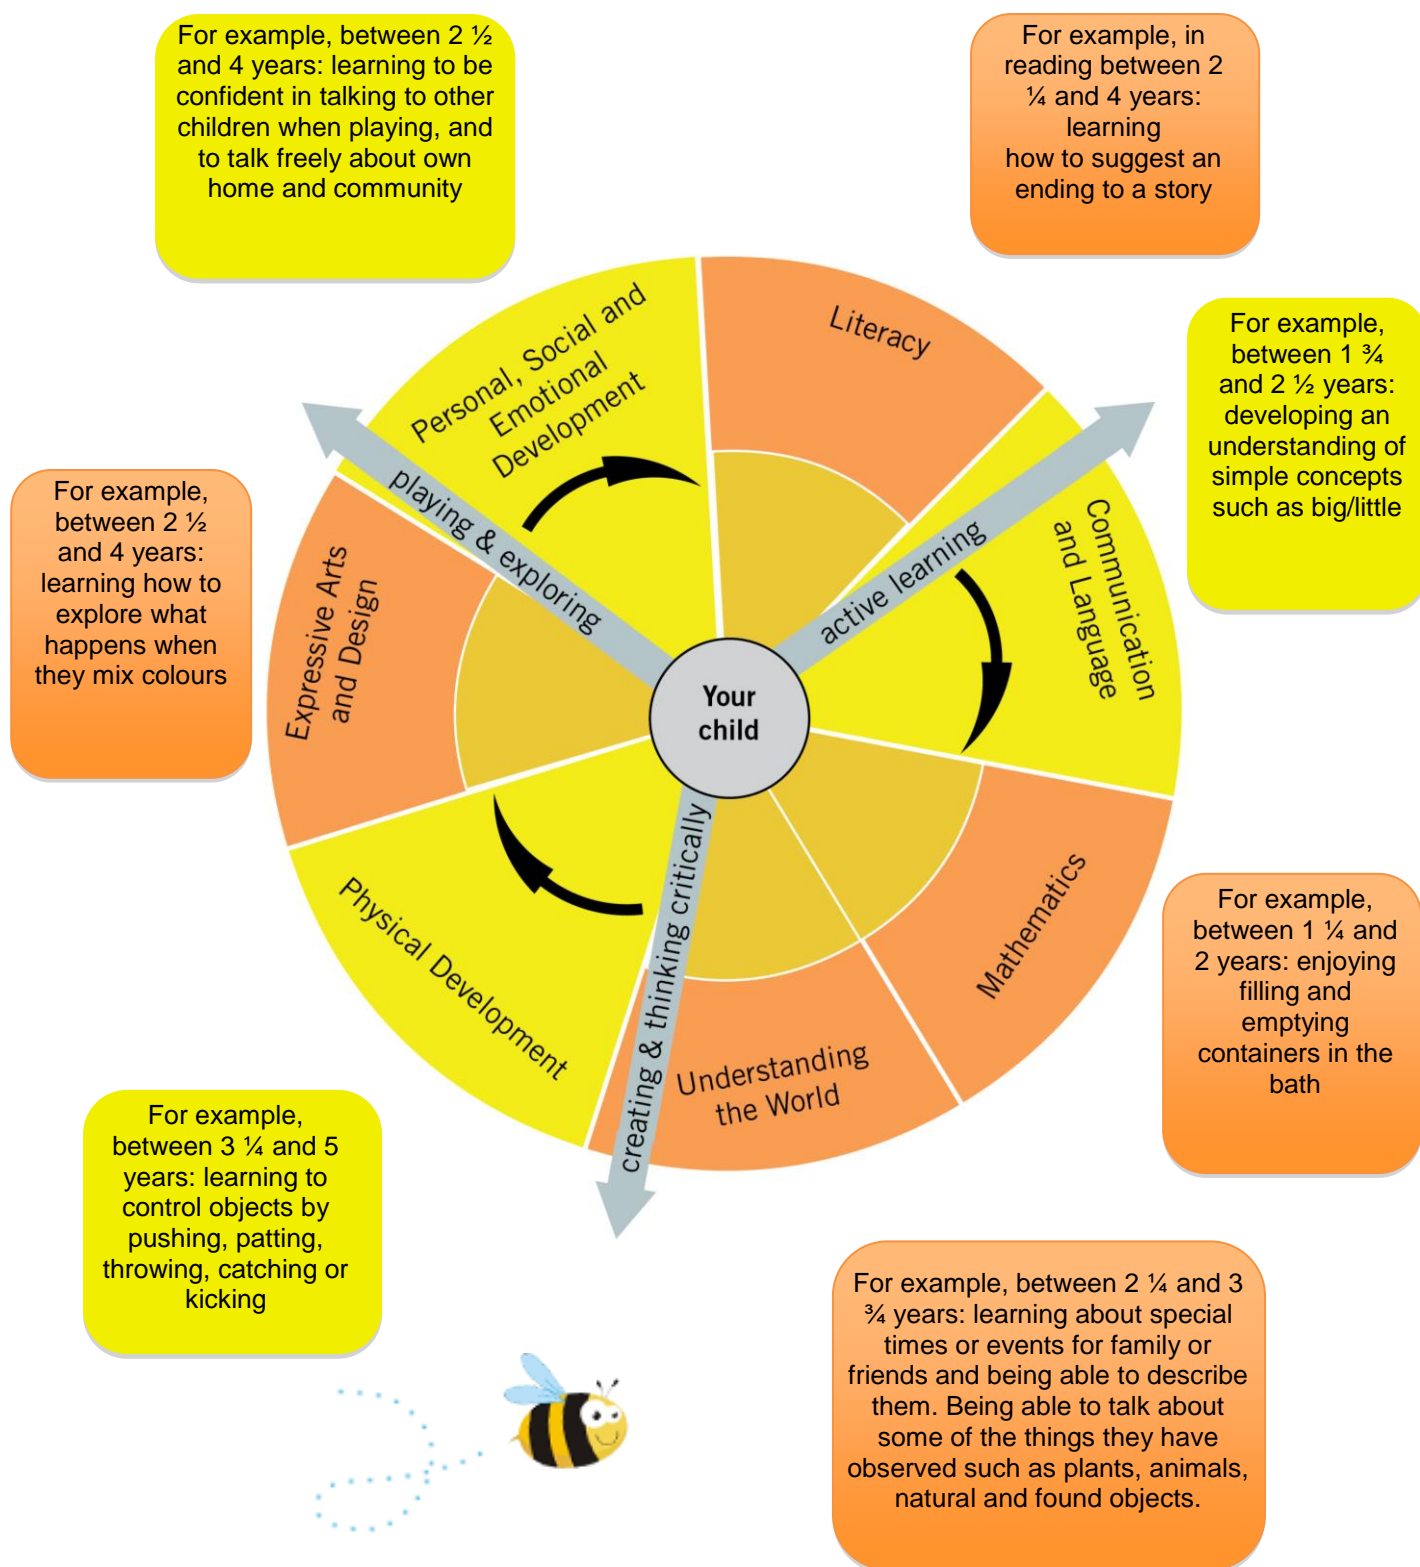 For example, between 2 ½
and 4 years: learning to be
confident in talking to other
children when playing, and
to talk freely about own
home and community
For example, in
reading between 2
¼ and 4 years:
learning
how to suggest an
ending to a story
For example,
between 1 ¾
and 2 ½ years:
developing an
understanding of
simple concepts
such as big/little
For example,
between 2 ½
and 4 years:
learning how to
explore what
happens when
they mix colours
Personal, Social and
Emotional
Development
Literacy
Communication
and Language
playing & exploring
active learning
Expressive Arts
and Design
Your
child
creating & thinking critically
Physical Development
Understanding
the World
Mathematics
For example,
between 1 ¼ and
2 years: enjoying
filling and
emptying
containers in the
bath
For example,
between 3 ¼ and 5
years: learning to
control objects by
pushing, patting,
throwing, catching or
kicking
For example, between 2 ¼ and 3
¾ years: learning about special
times or events for family or
friends and being able to describe
them. Being able to talk about
some of the things they have
observed such as plants, animals,
natural and found objects.